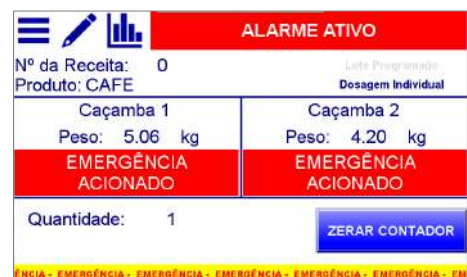 ALARME ATIVO
Nº da Receita: 0
Lote Programado
Produto: CAFE
Dosagem Individual
Caçamba 1
Peso: 5.06 kg
EMERGÊNCIA
ACIONADO
Caçamba 2
Peso: 4.20 kg
EMERGÊNCIA
ACIONADO
Quantidade: 1
ZERAR CONTADOR
ÊNCIA - EMERGÊNCIA - EMERGÊNCIA - EMERGÊNCIA - EMERGÊNCIA - EMERGÊNCIA - EM